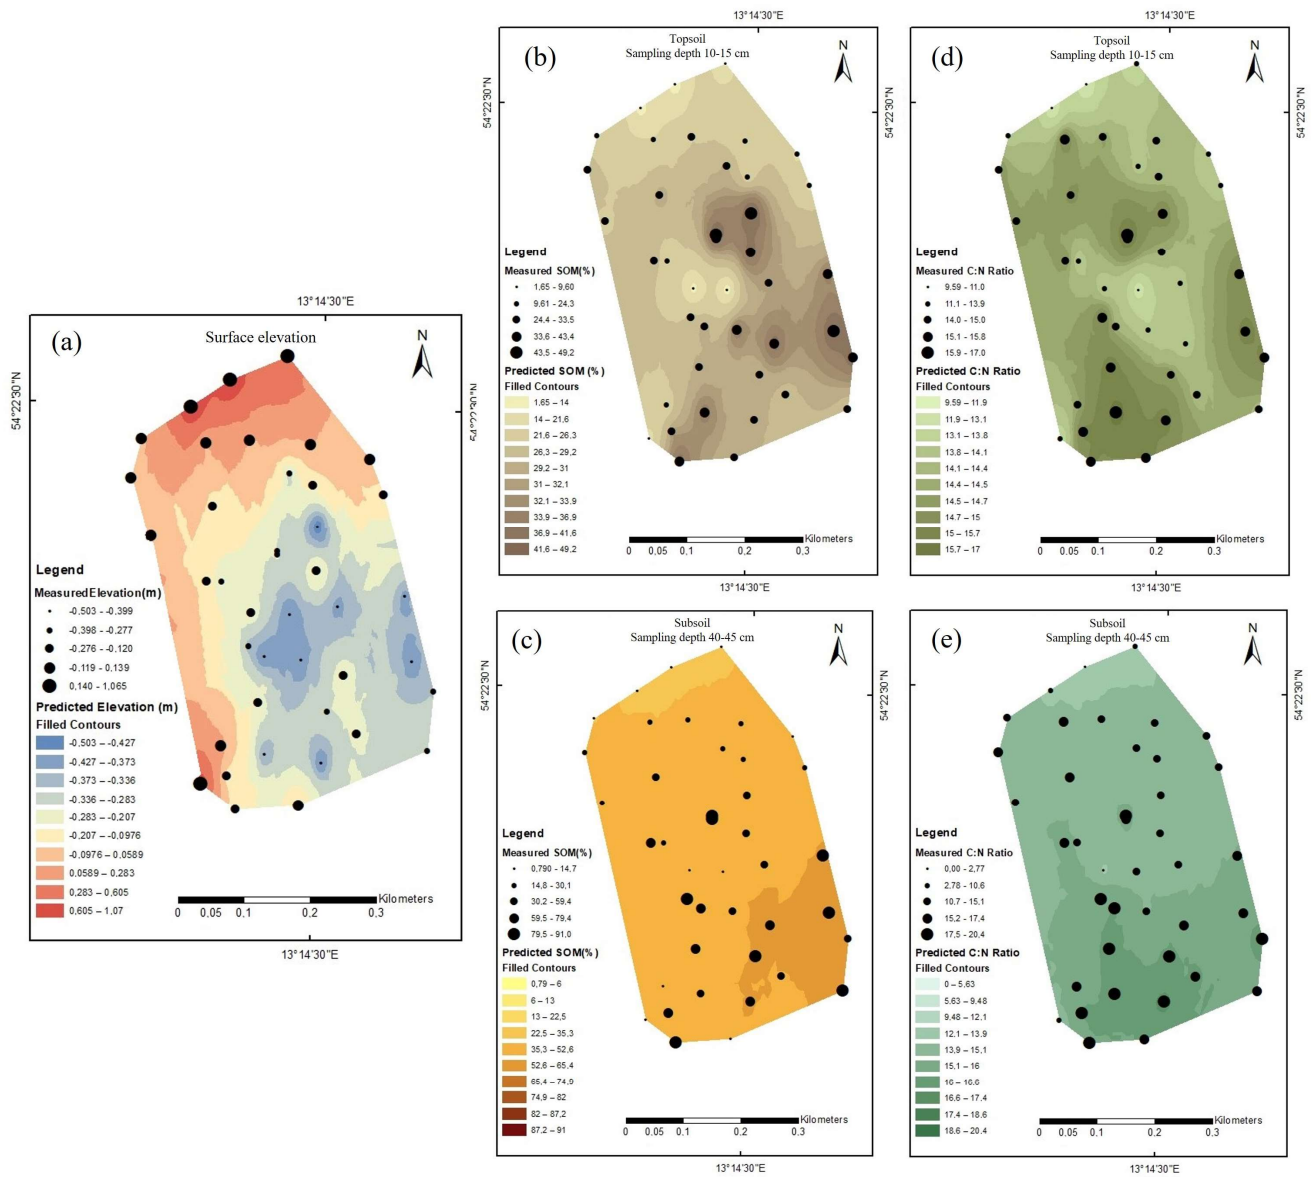 13°14'30"E
(a)
Surface elevation
N
54°22'30"N
54°22'30"N
Legend
Measured Elevation(m)
-0.503 - -0.399
-0.398 - -0.277
-0.276 - -0.120
-0.119 - 0.139
0.140 - 1.065
Predicted Elevation (m)
Filled Contours
-0.503 – -0.427
-0.427 – -0.373
-0.373 – -0.336
-0.336 – -0.283
-0.283 – -0.207
-0.207 – -0.0976
-0.0976 – 0.0589
0.0589 – 0.283
0.283 – 0.605
0.605 – 1.07
Kilometers
0 0.05 0.1 0.2 0.3
13°14'30"E
13°14'30"E
(b)
Topsoil
Sampling depth 10-15 cm
N
54°22'30"N
54°22'30"N
Legend
Measured SOM(%)
1.65 - 9.60
9.61 - 24.3
24.4 - 33.5
33.6 - 43.4
43.5 - 49.2
Predicted SOM (%)
Filled Contours
1.65 – 14
14 – 21.6
21.6 – 26.3
26.3 – 29.2
29.2 – 31
31 – 32.1
32.1 – 33.9
33.9 – 36.9
36.9 – 41.6
41.6 – 49.2
Kilometers
0 0.05 0.1 0.2 0.3
13°14'30"E
13°14'30"E
(d)
Topsoil
Sampling depth 10-15 cm
N
54°22'30"N
Legend
Measured C:N Ratio
9.59 - 11.0
11.1 - 13.9
14.0 - 15.0
15.1 - 15.8
15.9 - 17.0
Predicted C:N Ratio
Filled Contours
9.59 – 11.9
11.9 – 13.1
13.1 – 13.8
13.8 – 14.1
14.1 – 14.4
14.4 – 14.5
14.5 – 14.7
14.7 – 15
15 – 15.7
15.7 – 17
Kilometers
0 0.05 0.1 0.2 0.3
13°14'30"E
(c)
Subsoil
Sampling depth 40-45 cm
N
54°22'30"N
54°22'30"N
Legend
Measured SOM(%)
0.790 - 14.7
14.8 - 30.1
30.2 - 59.4
59.5 - 79.4
79.5 - 91.0
Predicted SOM(%)
Filled Contours
0.79 – 6
6 – 13
13 – 22.5
22.5 – 35.3
35.3 – 52.6
52.6 – 65.4
65.4 – 74.9
74.9 – 82
82 – 87.2
87.2 – 91
Kilometers
0 0.05 0.1 0.2 0.3
13°14'30"E
(e)
Subsoil
Sampling depth 40-45 cm
N
54°22'30"N
Legend
Measured C:N Ratio
0.00 - 2.77
2.78 - 10.6
10.7 - 15.1
15.2 - 17.4
17.5 - 20.4
Predicted C:N Ratio
Filled Contours
0 – 5.63
5.63 – 9.48
9.48 – 12.1
12.1 – 13.9
13.9 – 15.1
15.1 – 16
16 – 16.6
16.6 – 17.4
17.4 – 18.6
18.6 – 20.4
Kilometers
0 0.05 0.1 0.2 0.3
13°14'30"E